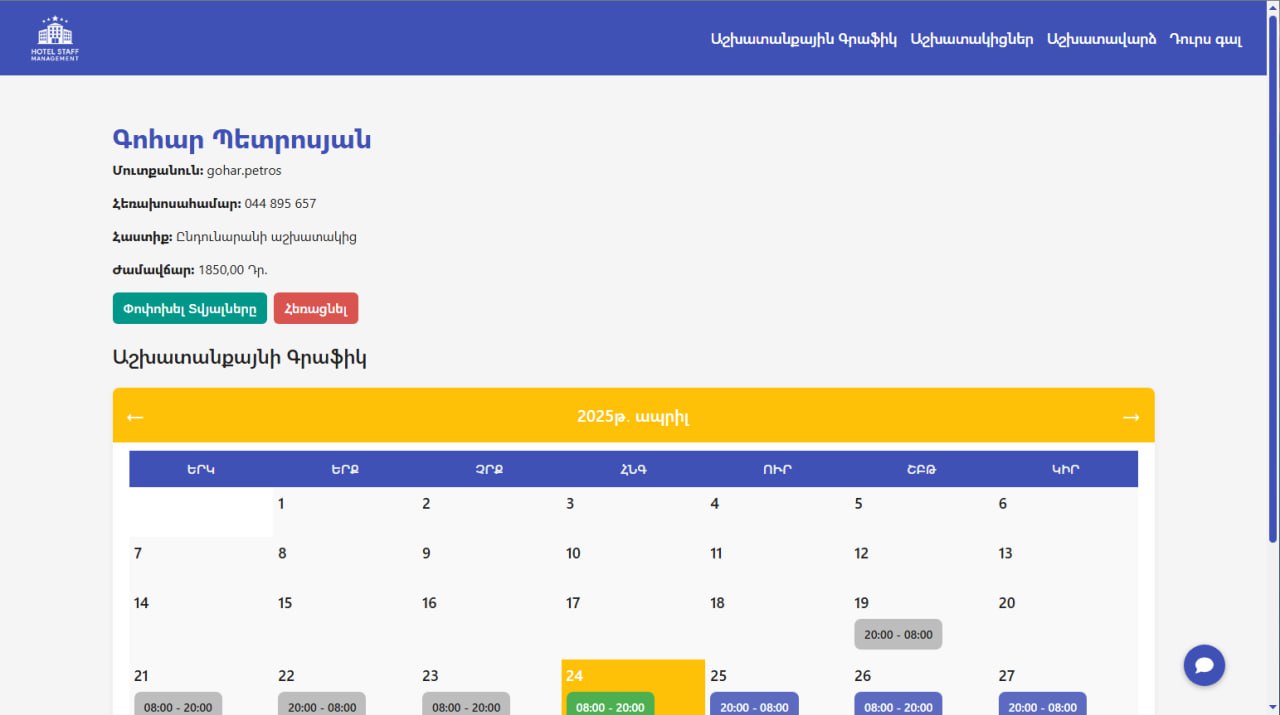 HOTEL STAFF
MANAGEMENT
Աշխատանքային Գրաֆիկ Աշխատակիցներ Աշխատավարձ Դուրս գալ
Գոհար Պետրոսյան
Մուտքանուն: gohar.petros
Հեռախոսահամար: 044 895 657
Հաստիք: Ընդունարանի աշխատակից
Ժամավճար: 1850,00 Դր.
Փոփոխել Տվյալները Հեռացնել
Աշխատանքայնի Գրաֆիկ
← 2025թ. ապրիլ →
ԵՐԿ ԵՐՔ ՉՐՔ ՀՆԳ ՈՒՐ ՇԲԹ ԿԻՐ
1 2 3 4 5 6
7 8 9 10 11 12 13
14 15 16 17 18 19 20
20:00 - 08:00
21 22 23 24 25 26 27
08:00 - 20:00 20:00 - 08:00 08:00 - 20:00 08:00 - 20:00 20:00 - 08:00 08:00 - 20:00 20:00 - 08:00